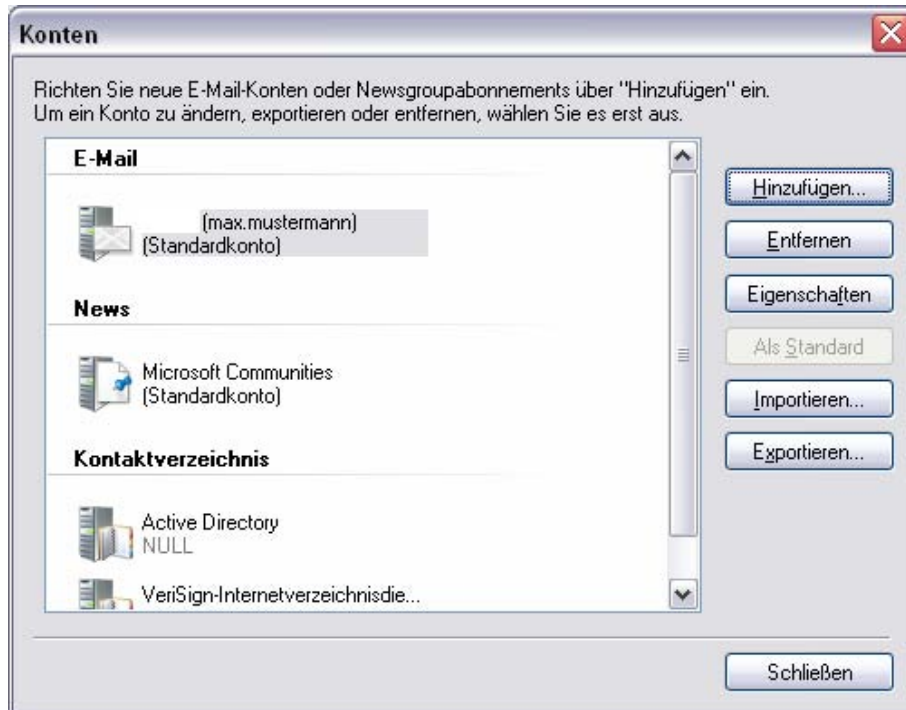 Konten
Richten Sie neue E-Mail-Konten oder Newsgroupabonnements über "Hinzufügen" ein.
Um ein Konto zu ändern, exportieren oder entfernen, wählen Sie es erst aus.
E-Mail
(max.mustermann)
(Standardkonto)
News
Microsoft Communities
(Standardkonto)
Kontaktverzeichnis
Active Directory
NULL
VeriSign-Internetverzeichnisdie...
Hinzufügen...
Entfernen
Eigenschaften
Als Standard
Importieren...
Exportieren...
Schließen